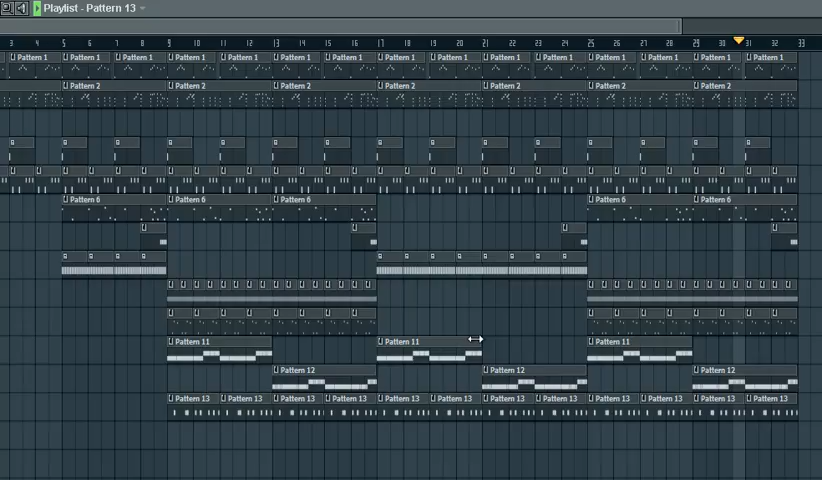 Playlist - Pattern 13
3 4 5 6 7 8 9 10 11 12 13 14 15 16 17 18 19 20 21 22 23 24 25 26 27 28 29 30 31 32 33
Pattern 1 Pattern 1 Pattern 1 Pattern 1 Pattern 1 Pattern 1 Pattern 1 Pattern 1 Pattern 1 Pattern 1 Pattern 1 Pattern 1 Pattern 1 Pattern 1 Pattern 1
Pattern 2 Pattern 2 Pattern 2 Pattern 2 Pattern 2 Pattern 2 Pattern 2
Pattern 6 Pattern 6 Pattern 6 Pattern 6 Pattern 6
Pattern 11 Pattern 11 Pattern 11
Pattern 12 Pattern 12 Pattern 12
Pattern 13 Pattern 13 Pattern 13 Pattern 13 Pattern 13 Pattern 13 Pattern 13 Pattern 13 Pattern 13 Pattern 13 Pattern 13 Pattern 13